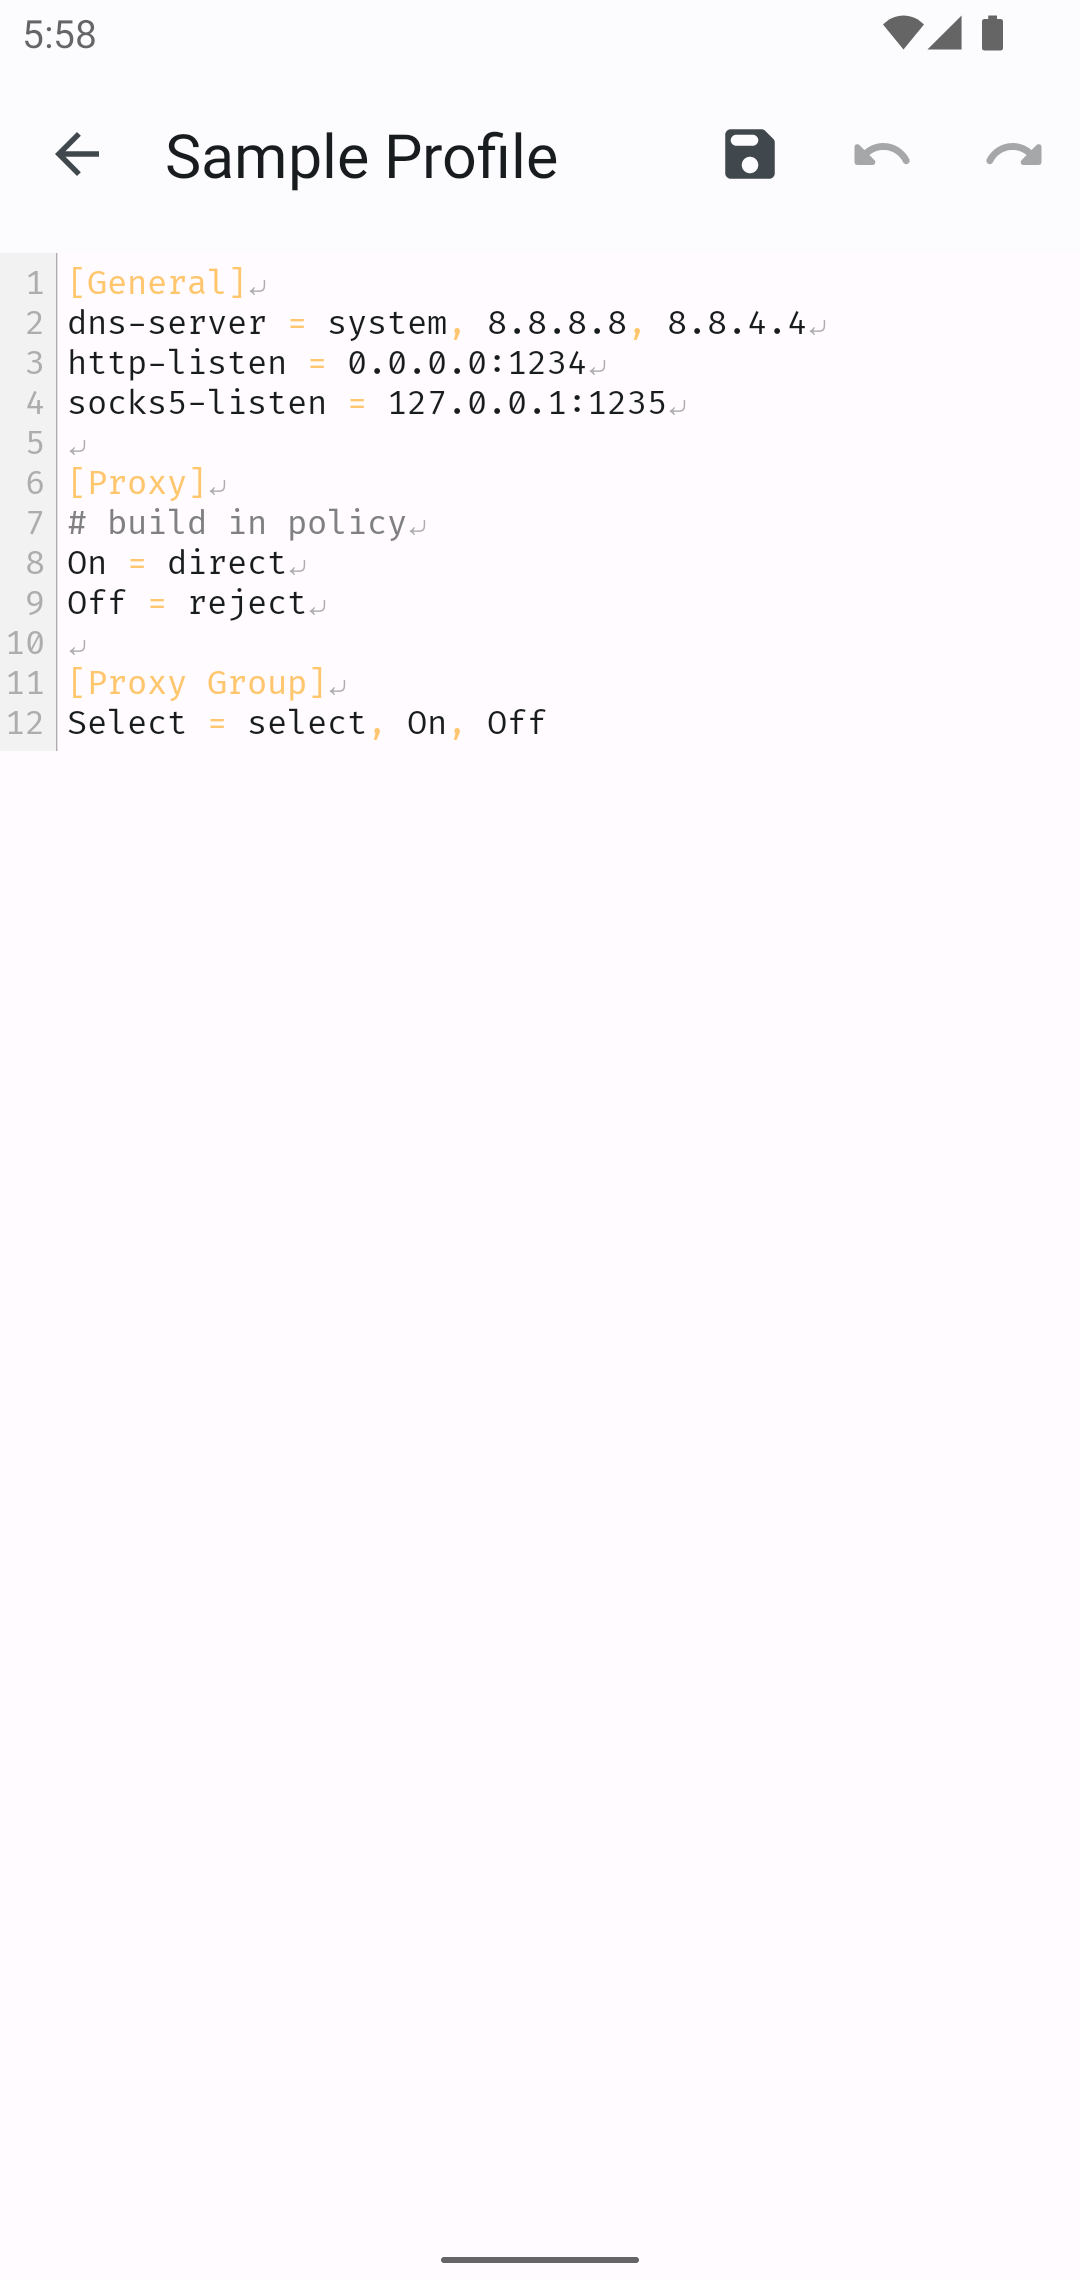 5:58
Sample Profile
1 [General]
2 dns-server = system, 8.8.8.8, 8.8.4.4
3 http-listen = 0.0.0.0:1234
4 socks5-listen = 127.0.0.1:1235
5
6 [Proxy]
7 # build in policy
8 On = direct
9 Off = reject
10
11 [Proxy Group]
12 Select = select, On, Off